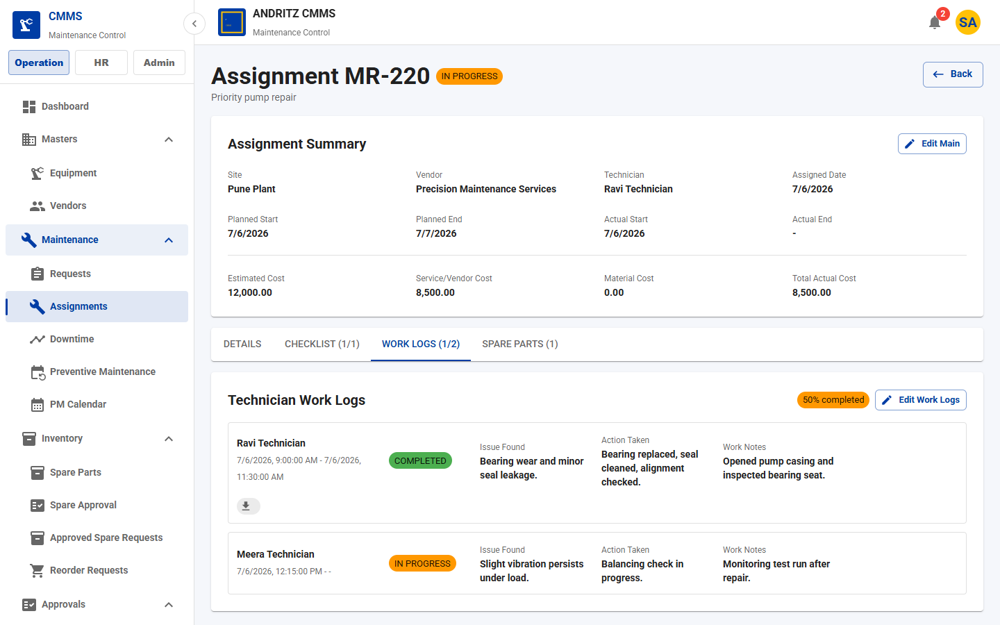 CMMS
Maintenance Control
Operation
HR
Admin
Dashboard
Masters
Equipment
Vendors
Maintenance
Requests
Assignments
Downtime
Preventive Maintenance
PM Calendar
Inventory
Spare Parts
Spare Approval
Approved Spare Requests
Reorder Requests
Approvals
ANDRITZ CMMS
Maintenance Control
2
SA
Assignment MR-220
IN PROGRESS
Priority pump repair
Back
Assignment Summary
Edit Main
Site
Pune Plant
Vendor
Precision Maintenance Services
Technician
Ravi Technician
Assigned Date
7/6/2026
Planned Start
7/6/2026
Planned End
7/7/2026
Actual Start
7/6/2026
Actual End
-
Estimated Cost
12,000.00
Service/Vendor Cost
8,500.00
Material Cost
0.00
Total Actual Cost
8,500.00
DETAILS
CHECKLIST (1/1)
WORK LOGS (1/2)
SPARE PARTS (1)
Technician Work Logs
50% completed
Edit Work Logs
Ravi Technician
7/6/2026, 9:00:00 AM - 7/6/2026,
11:30:00 AM
COMPLETED
Issue Found
Bearing wear and minor
seal leakage.
Action Taken
Bearing replaced, seal
cleaned, alignment
checked.
Work Notes
Opened pump casing and
inspected bearing seat.
Meera Technician
7/6/2026, 12:15:00 PM - -
IN PROGRESS
Issue Found
Slight vibration persists
under load.
Action Taken
Balancing check in
progress.
Work Notes
Monitoring test run after
repair.